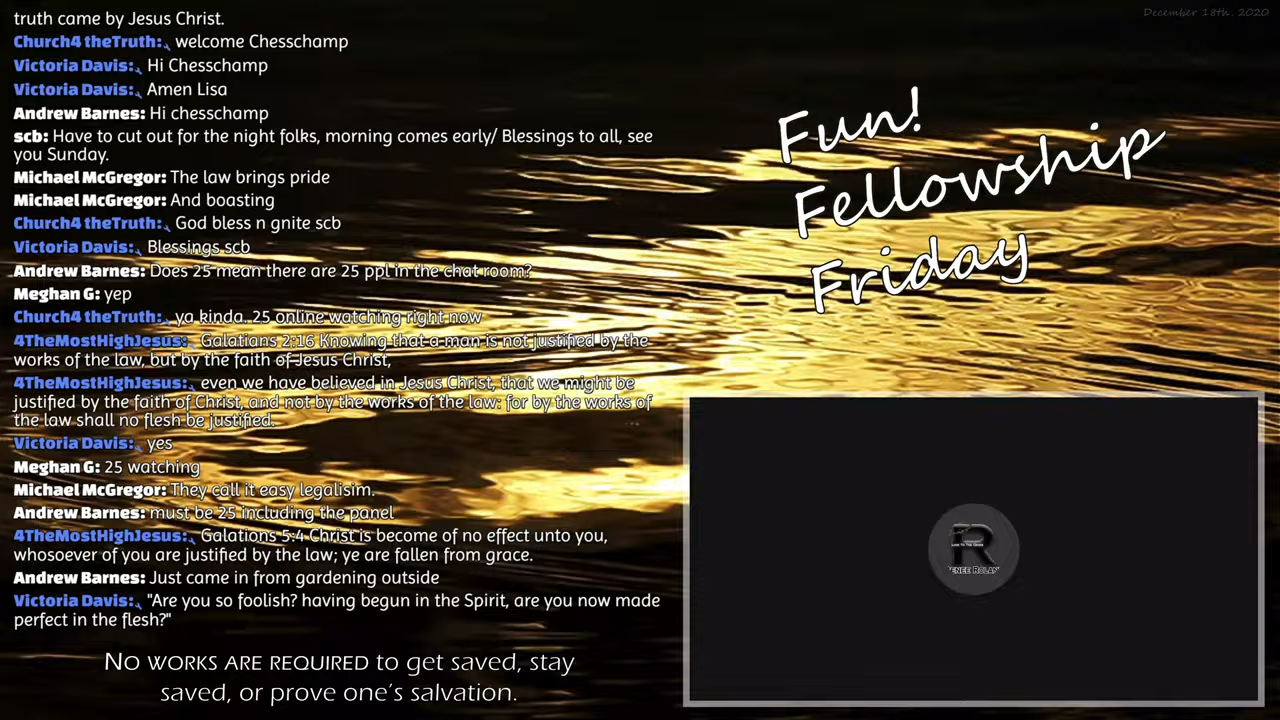 truth came by Jesus Christ.
Church4 theTruth: welcome Chesschamp
Victoria Davis: Hi Chesschamp
Victoria Davis: Amen Lisa
Andrew Barnes: Hi chesschamp
scb: Have to cut out for the night folks, morning comes early/ Blessings to all, see
you Sunday.
Michael McGregor: The law brings pride
Michael McGregor: And boasting
Church4 theTruth: God bless n gnite scb
Victoria Davis: Blessings scb
Andrew Barnes: Does 25 mean there are 25 ppl in the chat room?
Meghan G: yep
Church4 theTruth: ya kinda..25 online watching right now
4TheMostHighJesus: Galatians 2:16 Knowing that a man is not justified by the
works of the law, but by the faith of Jesus Christ,
4TheMostHighJesus: even we have believed in Jesus Christ, that we might be
justified by the faith of Christ, and not by the works of the law: for by the works of
the law shall no flesh be justified.
Victoria Davis: yes
Meghan G: 25 watching
Michael McGregor: They call it easy legalisim.
Andrew Barnes: must be 25 including the panel
4TheMostHighJesus: Galations 5:4 Christ is become of no effect unto you,
whosoever of you are justified by the law; ye are fallen from grace.
Andrew Barnes: Just came in from gardening outside
Victoria Davis: "Are you so foolish? having begun in the Spirit, are you now made
perfect in the flesh?"
No works are required to get saved, stay
saved, or prove one's salvation.
December 18th, 2020
Fun!
Fellowship
Friday
R